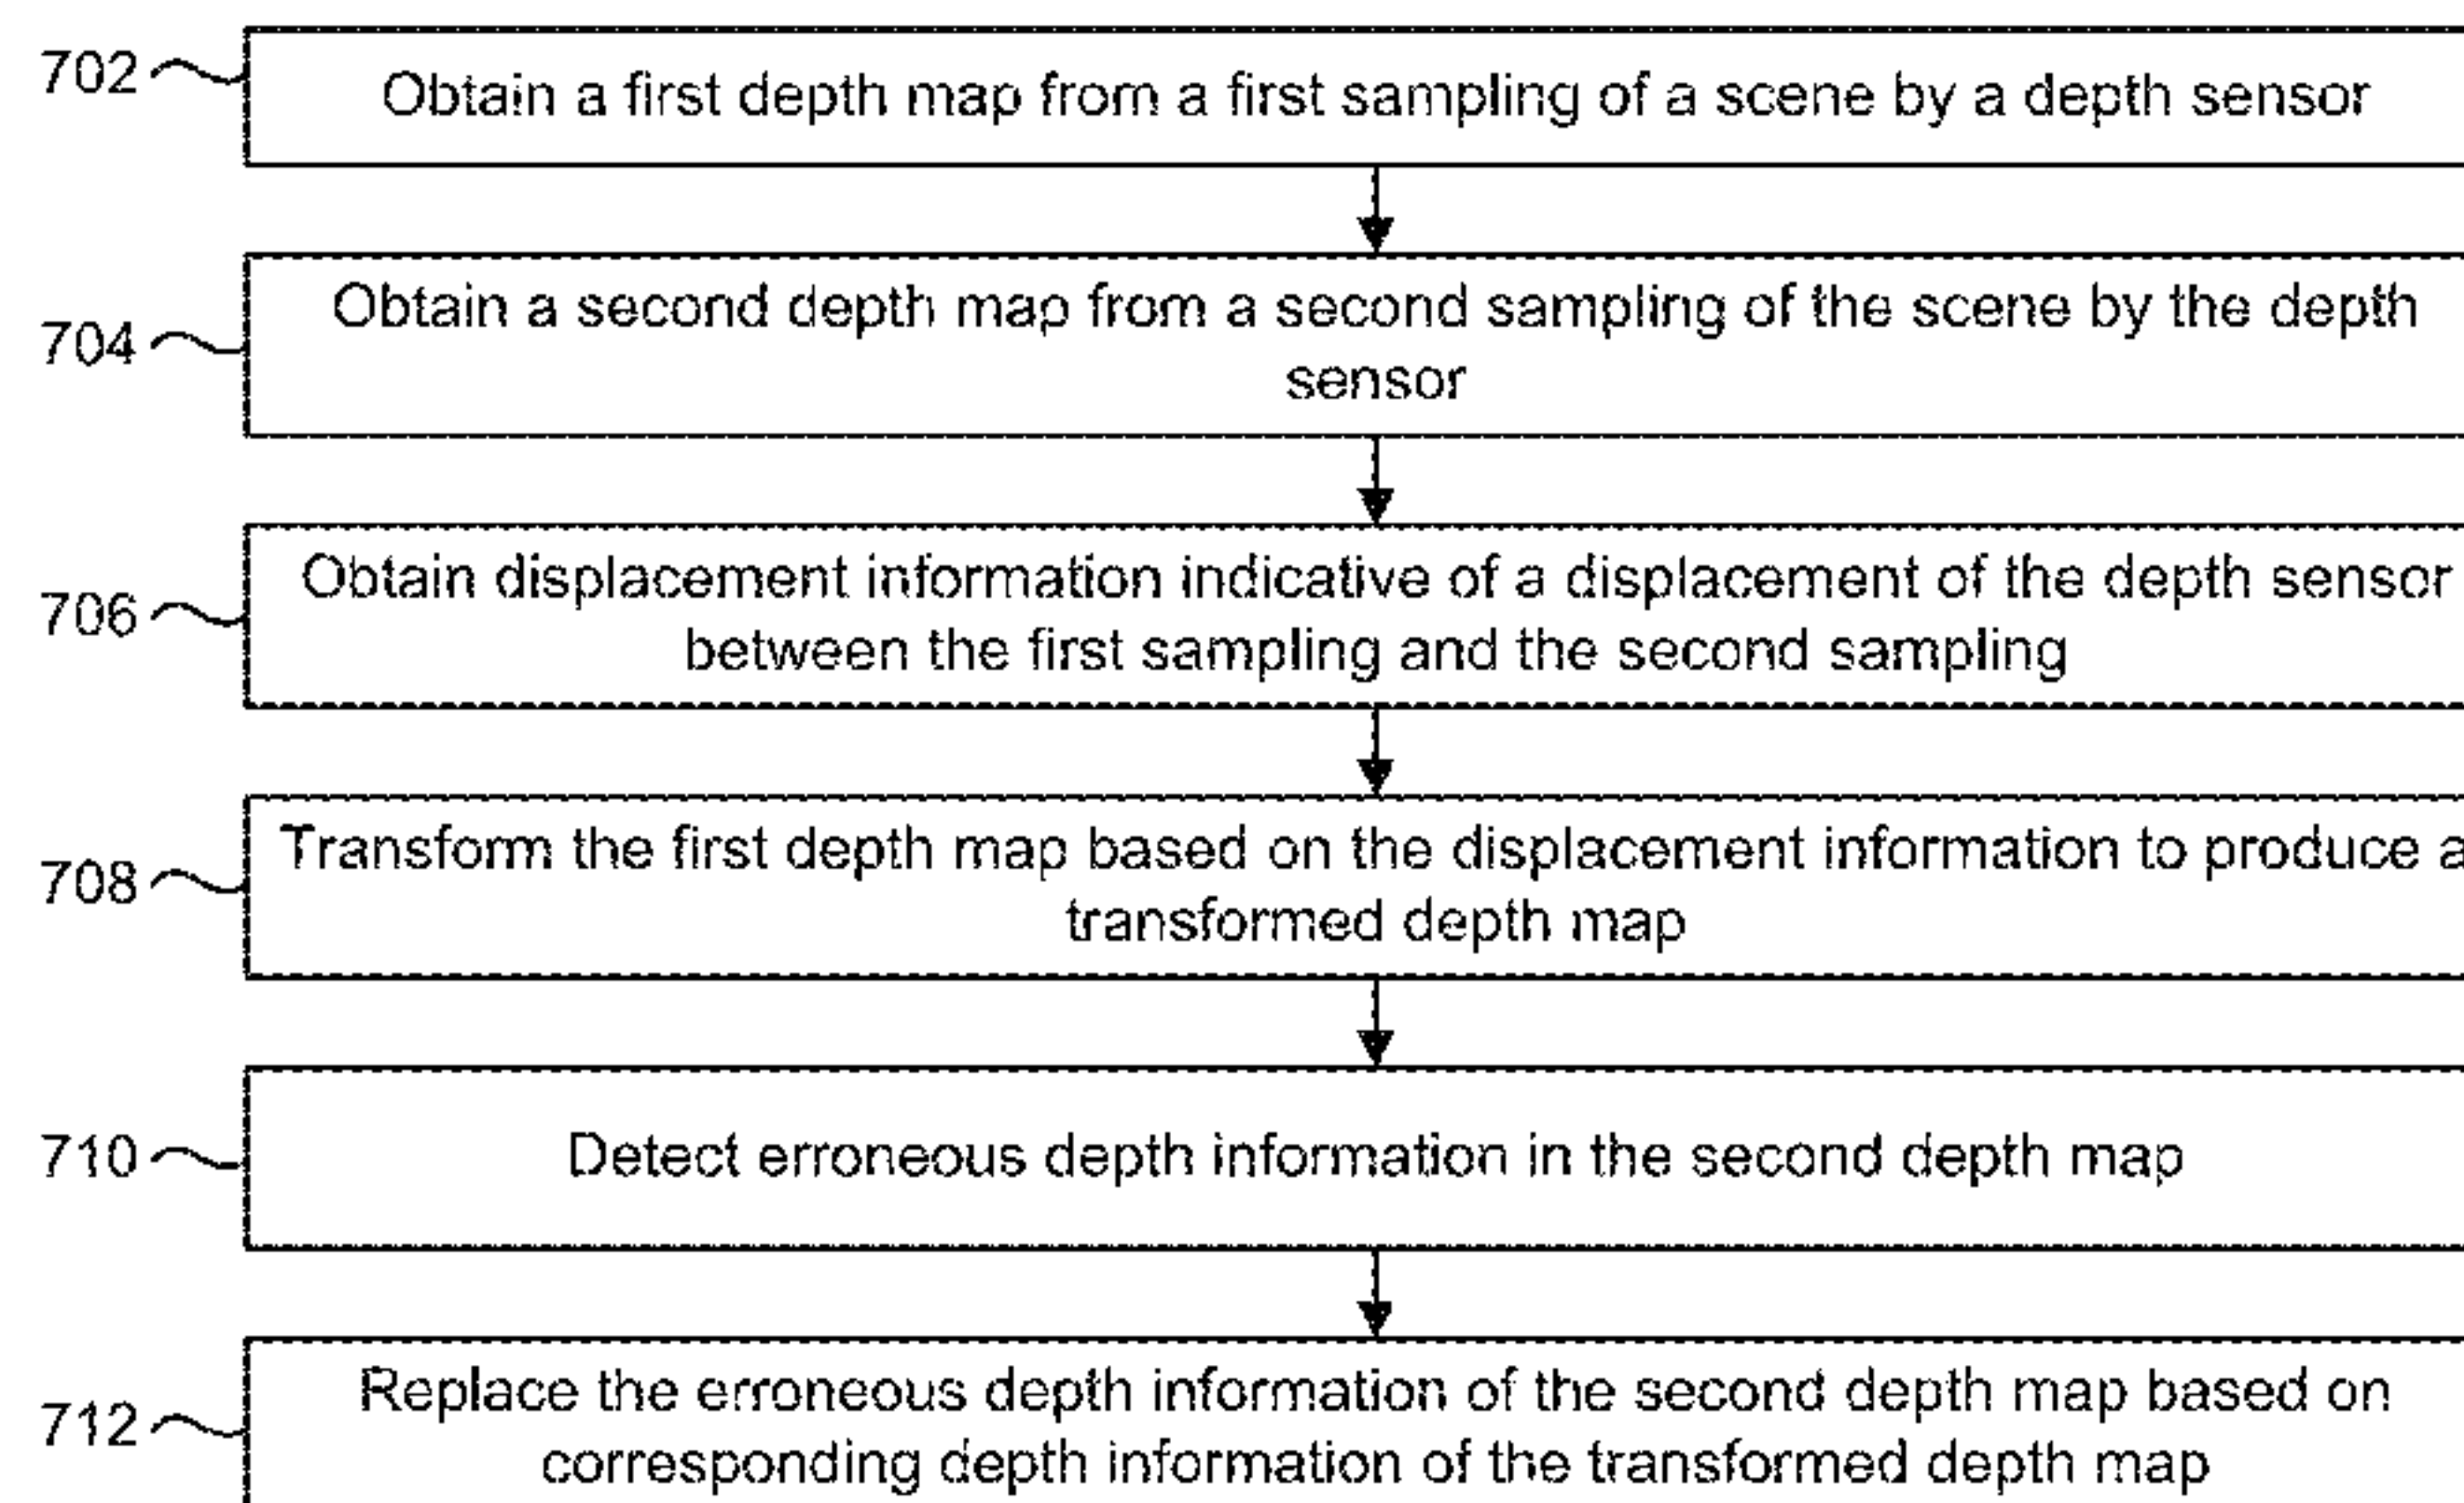 702
Obtain a first depth map from a first sampling of a scene by a depth sensor
704
Obtain a second depth map from a second sampling of the scene by the depth
sensor
706
Obtain displacement information indicative of a displacement of the depth sensor
between the first sampling and the second sampling
708
Transform the first depth map based on the displacement information to produce a
transformed depth map
710
Detect erroneous depth information in the second depth map
712
Replace the erroneous depth information of the second depth map based on
corresponding depth information of the transformed depth map